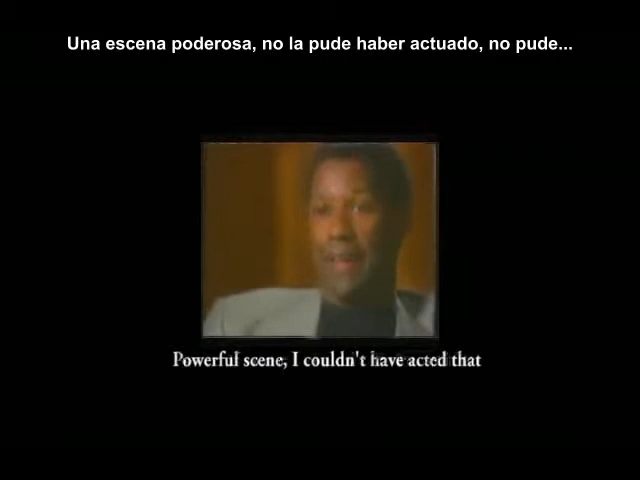 Una escena poderosa, no la pude haber actuado, no pude...
Powerful scene, I couldn't have acted that